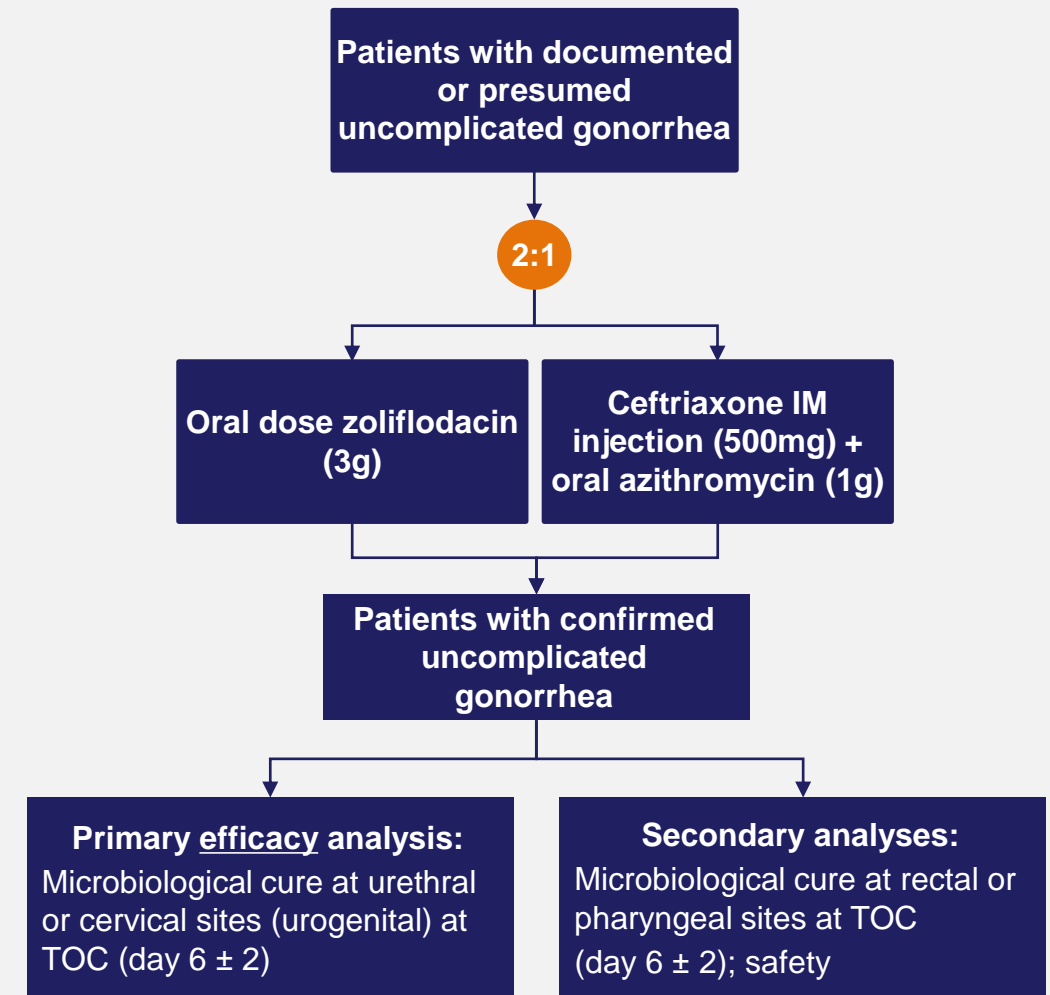 Patients with documented
or presumed
uncomplicated gonorrhea
2:1
Oral dose zoliflodacin
(3g)
Ceftriaxone IM
injection (500mg) +
oral azithromycin (1g)
Patients with confirmed
uncomplicated
gonorrhea
Primary efficacy analysis:
Microbiological cure at urethral
or cervical sites (urogenital) at
TOC (day 6 ± 2)
Secondary analyses:
Microbiological cure at rectal or
pharyngeal sites at TOC
(day 6 ± 2); safety